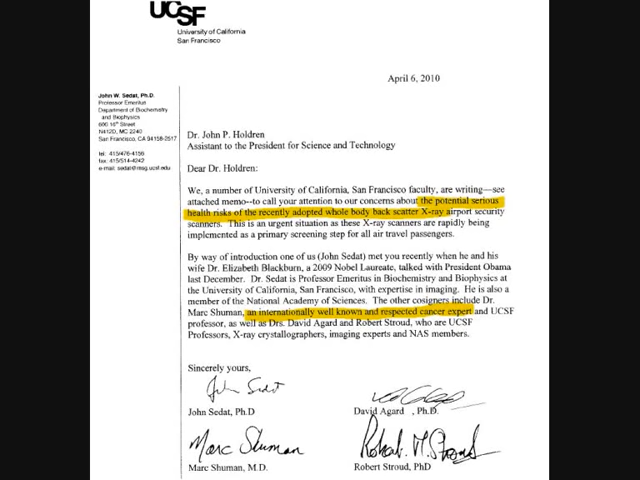 UCSF
University of California
San Francisco
April 6, 2010
John W. Sedat, Ph.D.
Professor Emeritus
Department of Biochemistry
and Biophysics
600 16th Street
N412D, MC 2240
San Francisco, CA 94158-2517
tel: 415/476-4156
fax: 415/514-4242
e-mail: sedat@msg.ucsf.edu
Dr. John P. Holdren
Assistant to the President for Science and Technology
Dear Dr. Holdren:
We, a number of University of California, San Francisco faculty, are writing—see
attached memo--to call your attention to our concerns about the potential serious
health risks of the recently adopted whole body back scatter X-ray airport security
scanners. This is an urgent situation as these X-ray scanners are rapidly being
implemented as a primary screening step for all air travel passengers.
By way of introduction one of us (John Sedat) met you recently when he and his
wife Dr. Elizabeth Blackburn, a 2009 Nobel Laureate, talked with President Obama
last December. Dr. Sedat is Professor Emeritus in Biochemistry and Biophysics at
the University of California, San Francisco, with expertise in imaging. He is also a
member of the National Academy of Sciences. The other cosigners include Dr.
Marc Shuman, an internationally well known and respected cancer expert and UCSF
professor, as well as Drs. David Agard and Robert Stroud, who are UCSF
Professors, X-ray crystallographers, imaging experts and NAS members.
Sincerely yours,
John Sedat
John Sedat, Ph.D
David Agard , Ph.D.
Marc Shuman
Robert M. Stroud
Marc Shuman, M.D.
Robert Stroud, PhD